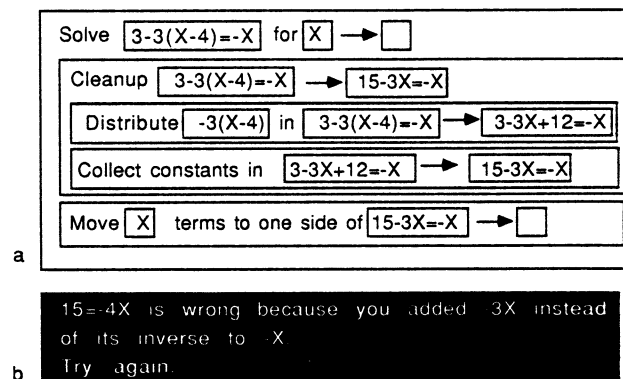 Solve 3-3(X-4)=-X for X
Cleanup 3-3(X-4)=-X 15-3X=-X
Distribute -3(X-4) in 3-3(X-4)=-X 3-3X+12=-X
Collect constants in 3-3X+12=-X 15-3X=-X
Move X terms to one side of 15-3X=-X
a
15=-4X is wrong because you added -3X instead
of its inverse to -X.
Try again.
b